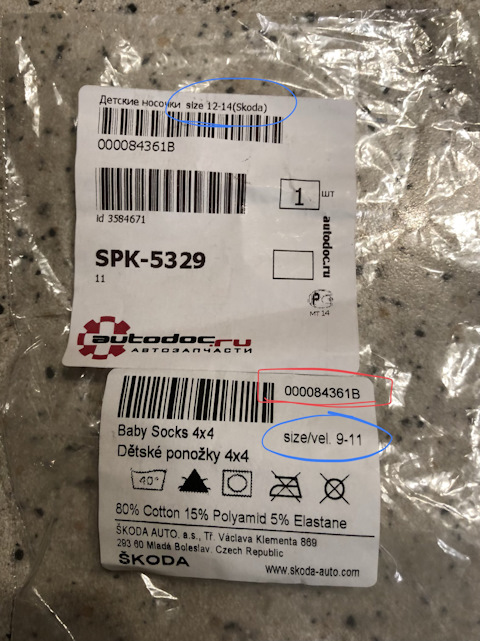 Детские носочки size 12-14(Skoda)
000084361B
1 шт
id 3584671
autodoc.ru
SPK-5329
11
МТ 14
autodoc.ru
АВТОЗАПЧАСТИ
000084361B
Baby Socks 4x4
size/vel. 9-11
Dětské ponožky 4x4
40°
80% Cotton 15% Polyamid 5% Elastane
ŠKODA AUTO. a.s., Tř. Václava Klementa 869
293 60 Mladá Boleslav. Czech Republic
ŠKODA
www.skoda-auto.com